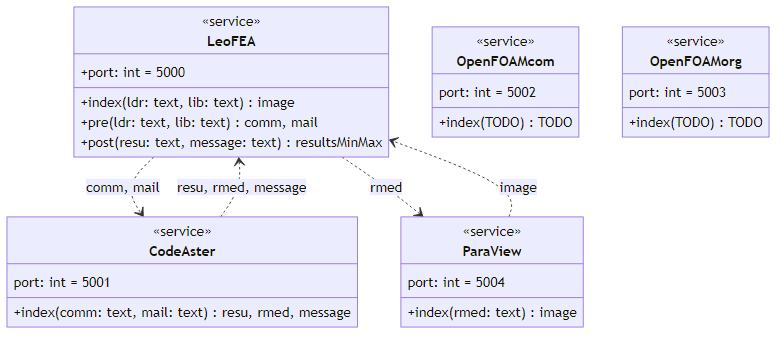 «service»
LeoFEA
+port: int = 5000
+index(ldr: text, lib: text) : image
+pre(ldr: text, lib: text) : comm, mail
+post(resu: text, message: text) : resultsMinMax
«service»
OpenFOAMcom
port: int = 5002
+index(TODO) : TODO
«service»
OpenFOAMorg
port: int = 5003
+index(TODO) : TODO
comm, mail
resu, rmed, message
rmed
image
«service»
CodeAster
port: int = 5001
+index(comm: text, mail: text) : resu, rmed, message
«service»
ParaView
port: int = 5004
+index(rmed: text) : image